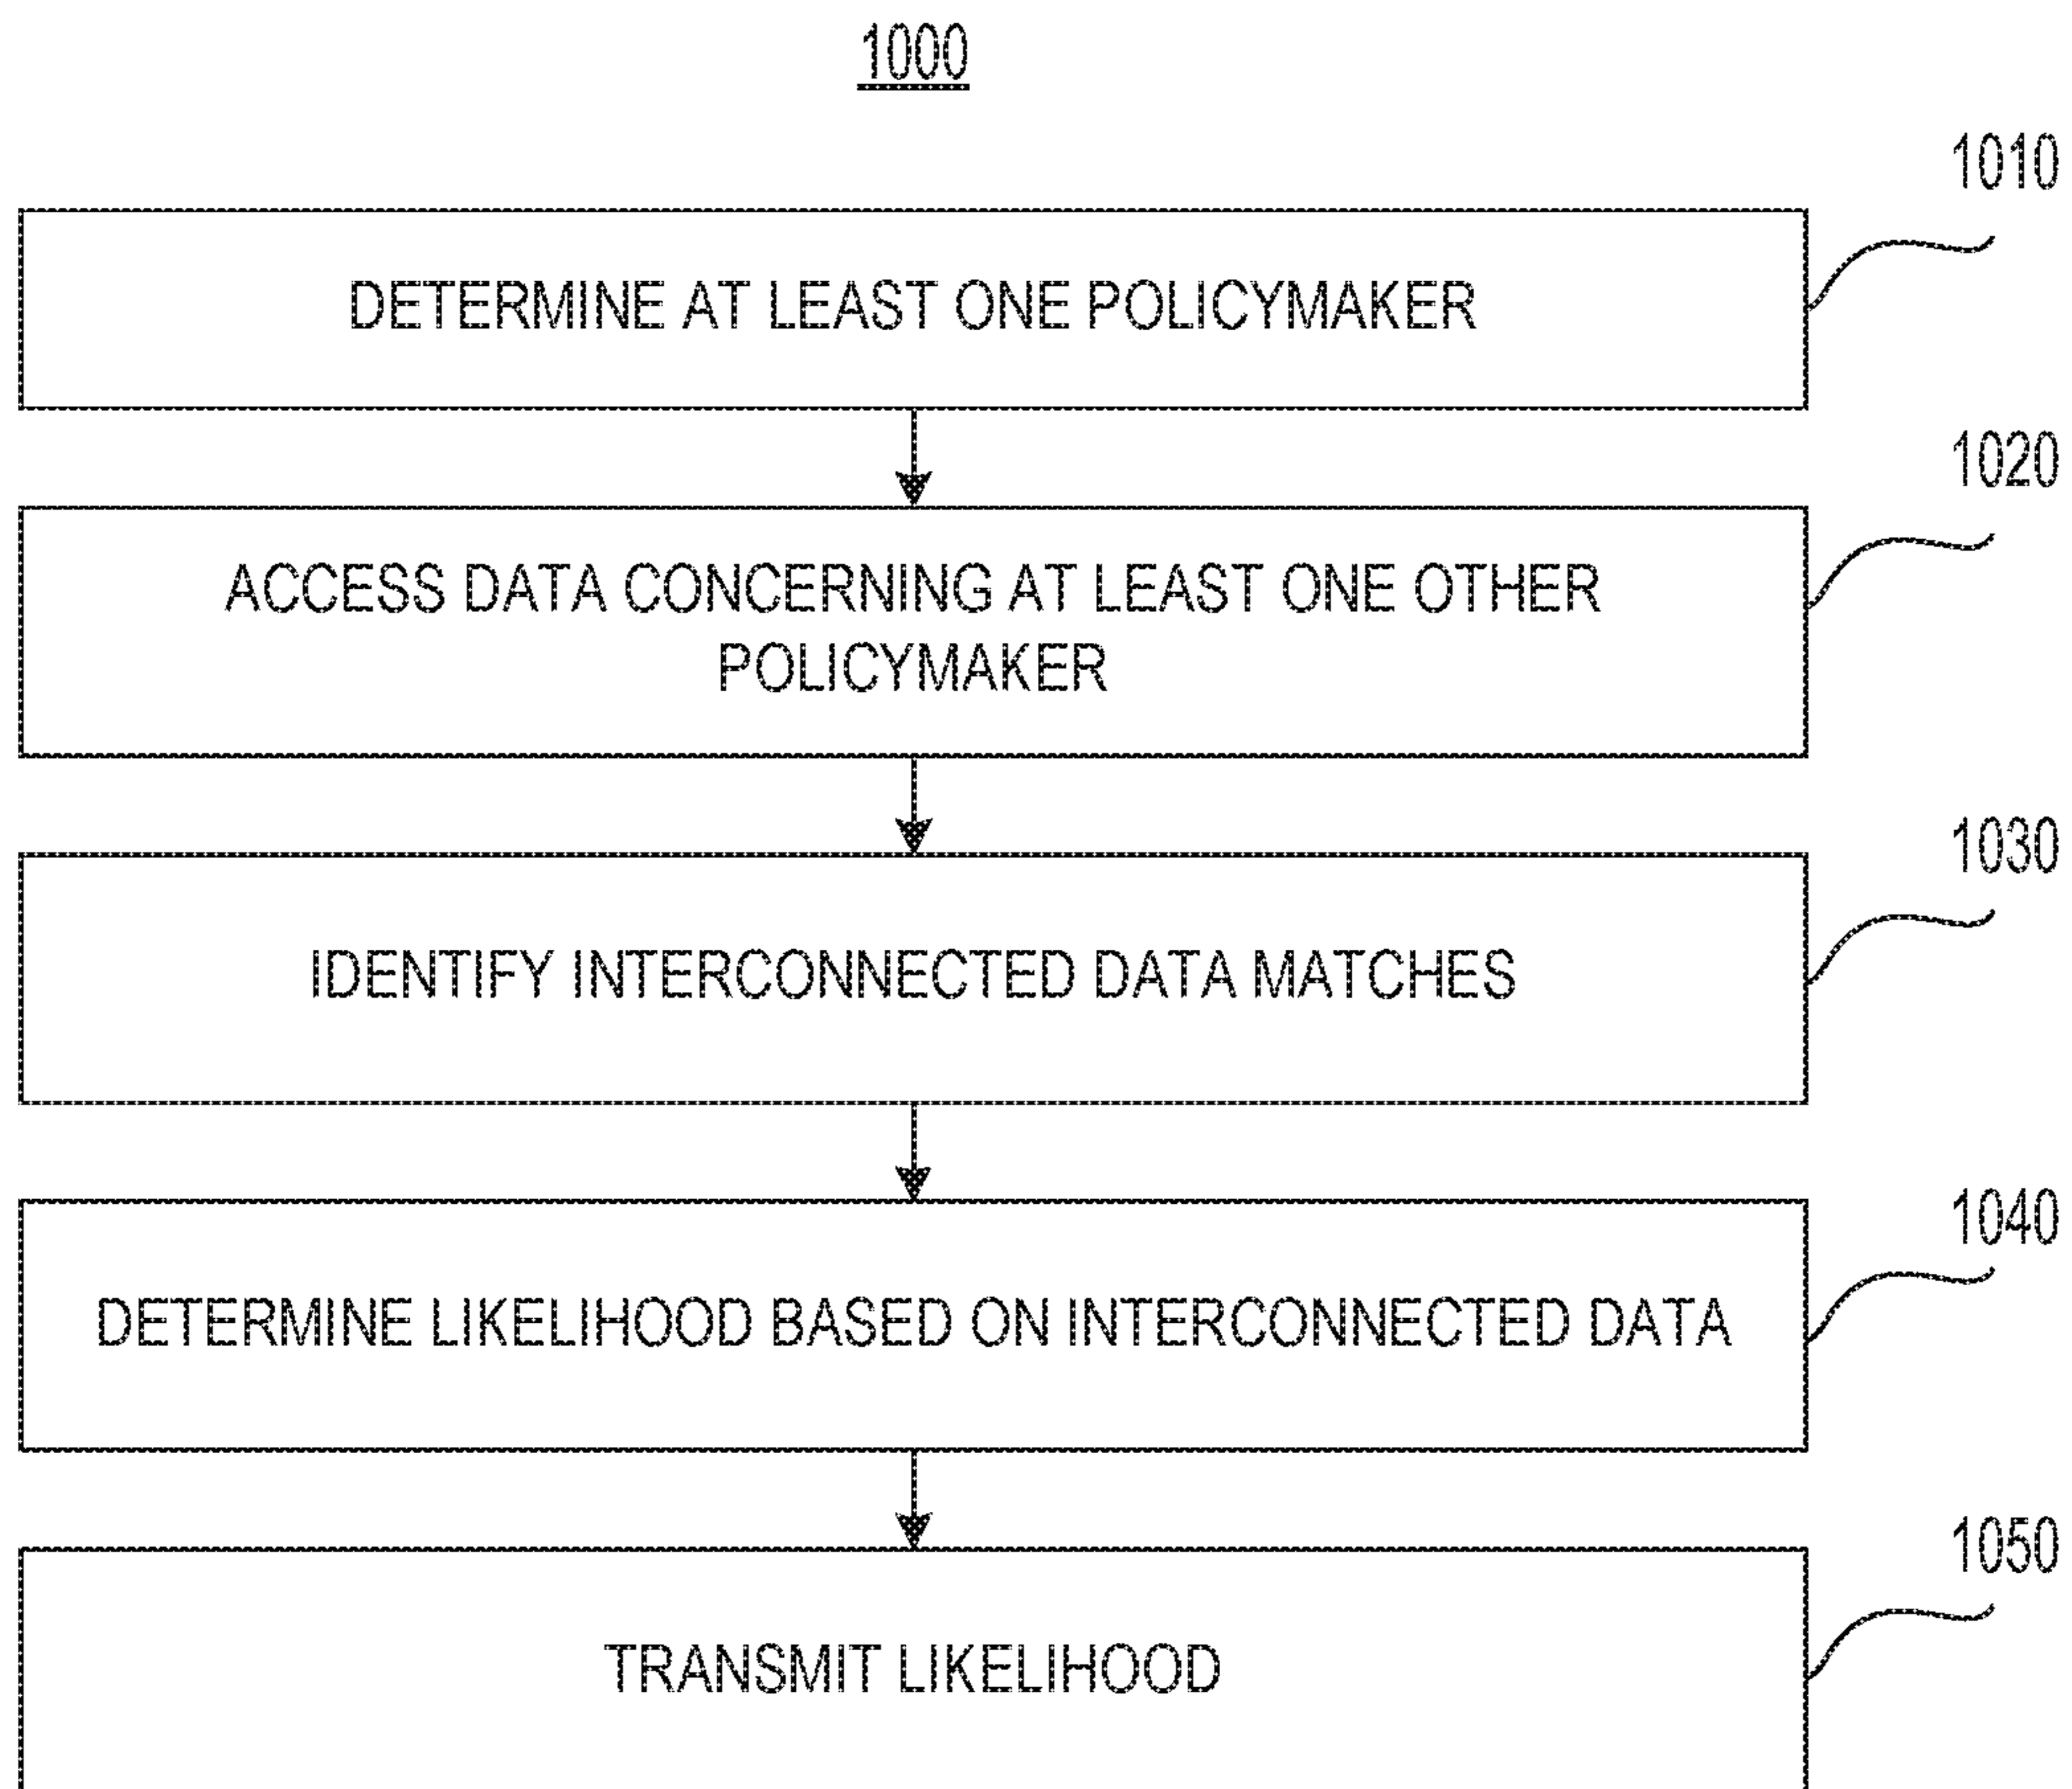 1000
1010
DETERMINE AT LEAST ONE POLICYMAKER
1020
ACCESS DATA CONCERNING AT LEAST ONE OTHER
POLICYMAKER
1030
IDENTIFY INTERCONNECTED DATA MATCHES
1040
DETERMINE LIKELIHOOD BASED ON INTERCONNECTED DATA
1050
TRANSMIT LIKELIHOOD